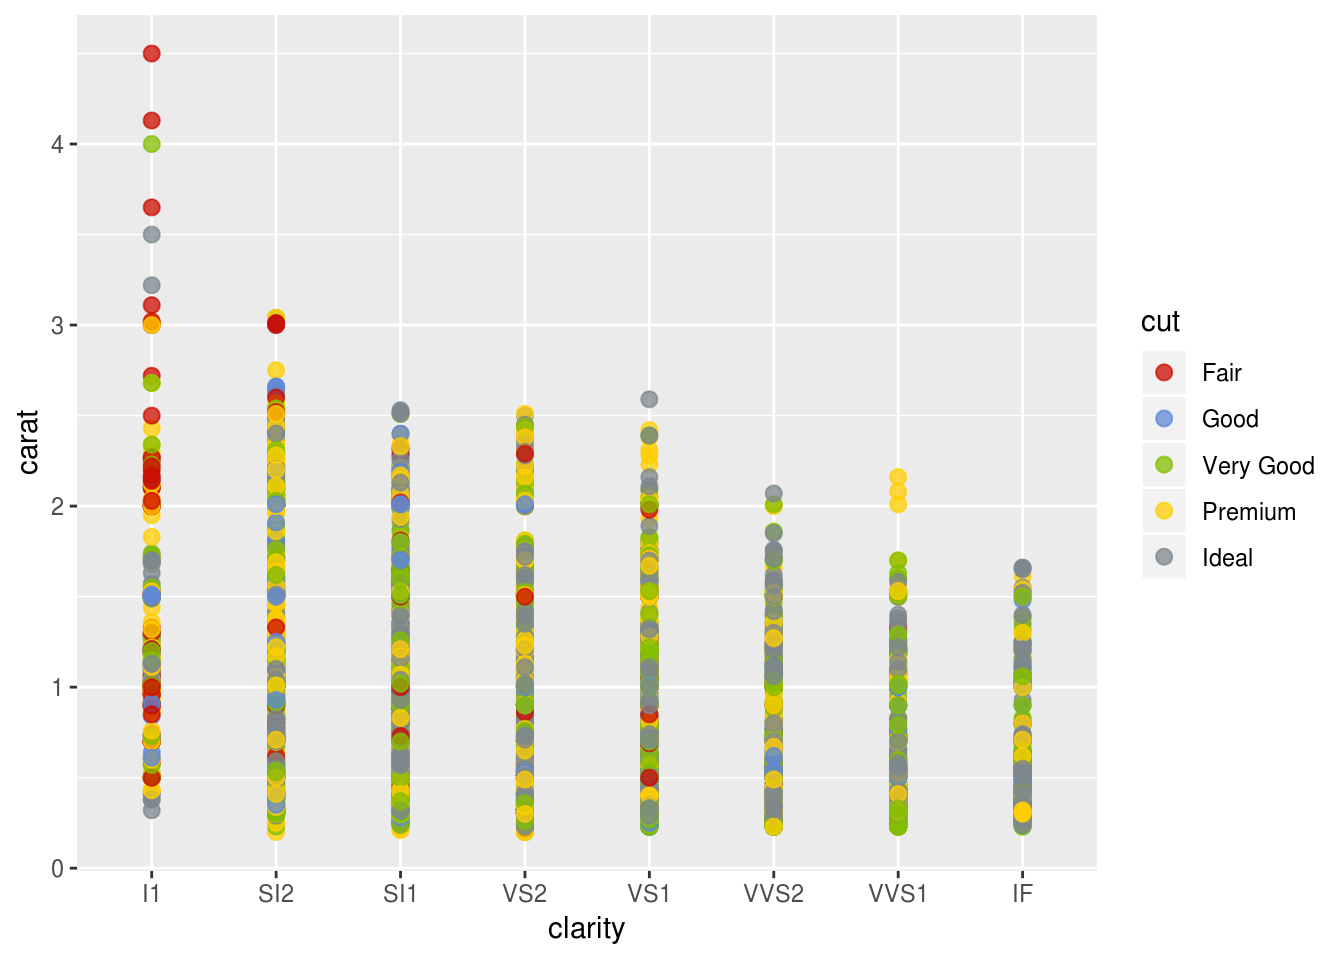 4
3
2
1
0
carat
I1 SI2 SI1 VS2 VS1 VVS2 VVS1 IF
clarity
cut
Fair
Good
Very Good
Premium
Ideal